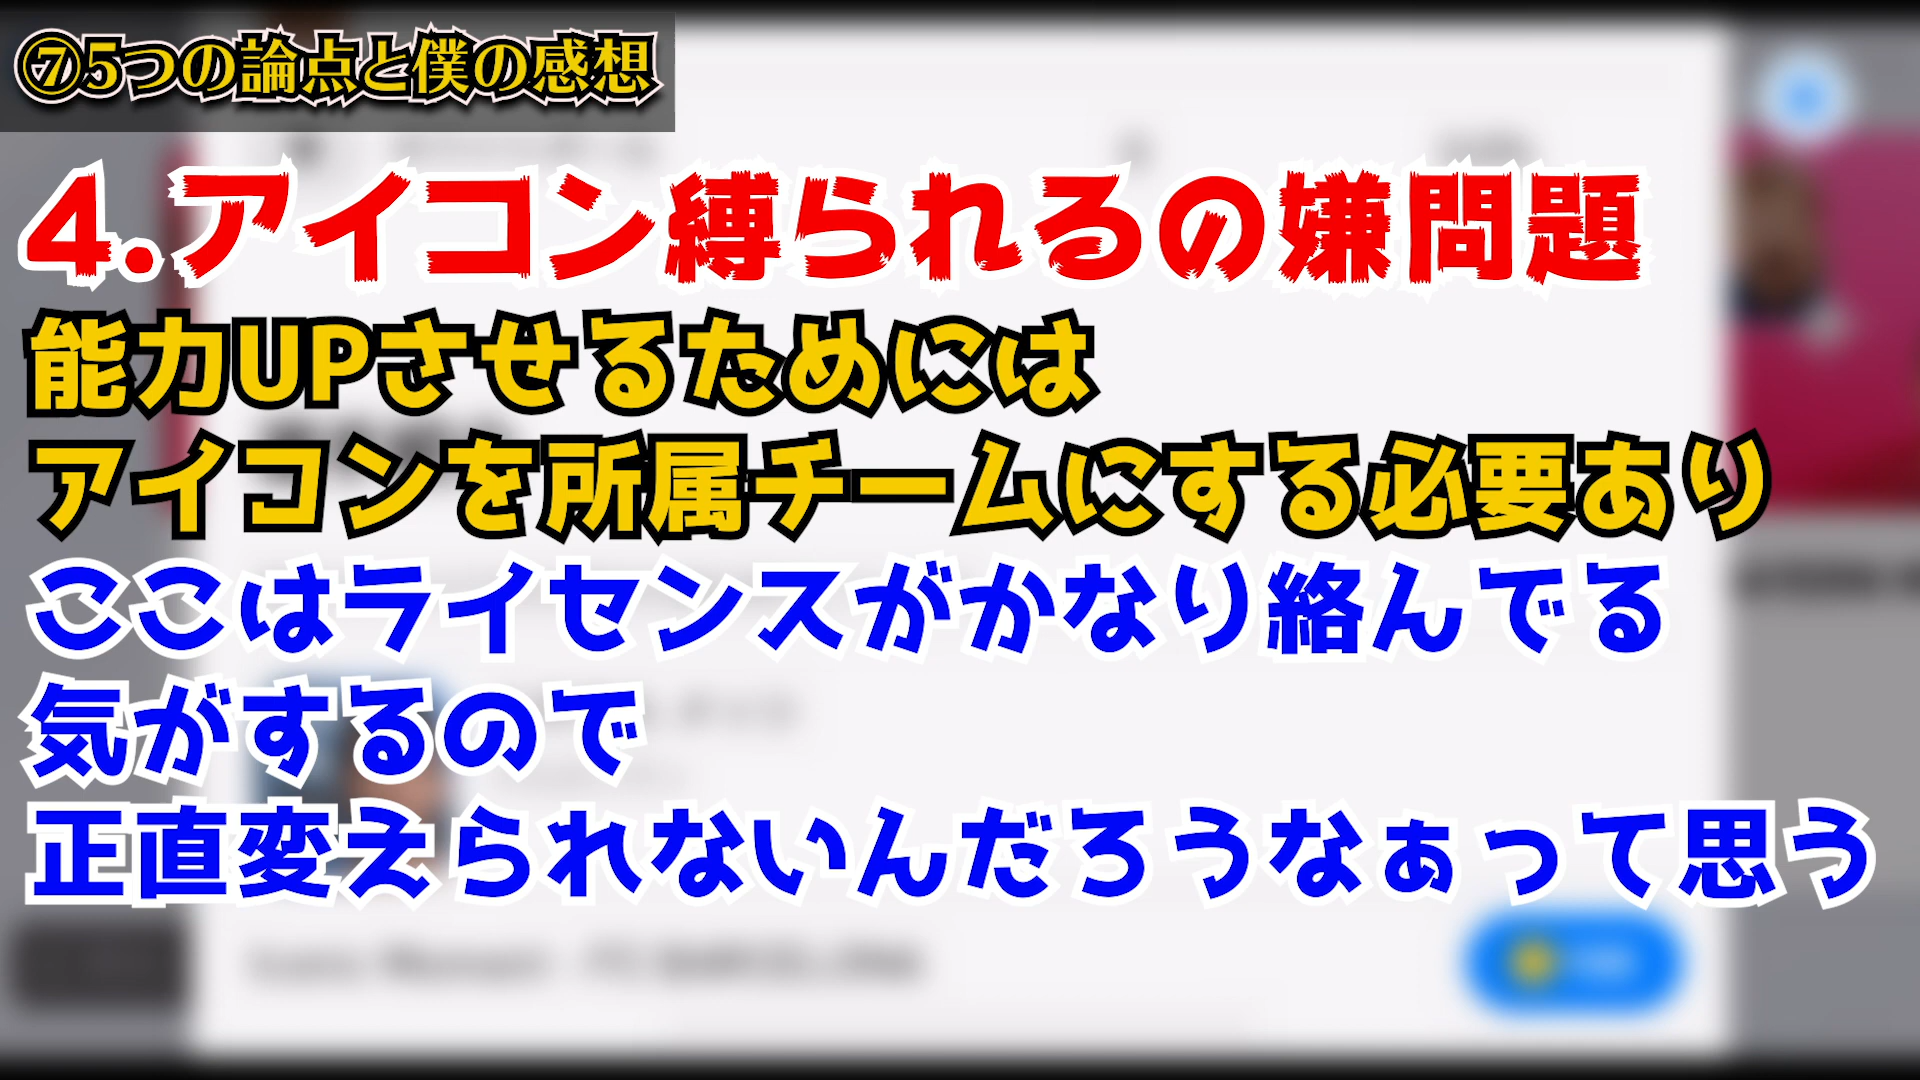 ⑦5つの論点と僕の感想
4.アイコン縛られるの嫌問題
能力UPさせるためには
アイコンを所属チームにする必要あり
ここはライセンスがかなり絡んでる
気がするので
正直変えられないんだろうなぁって思う